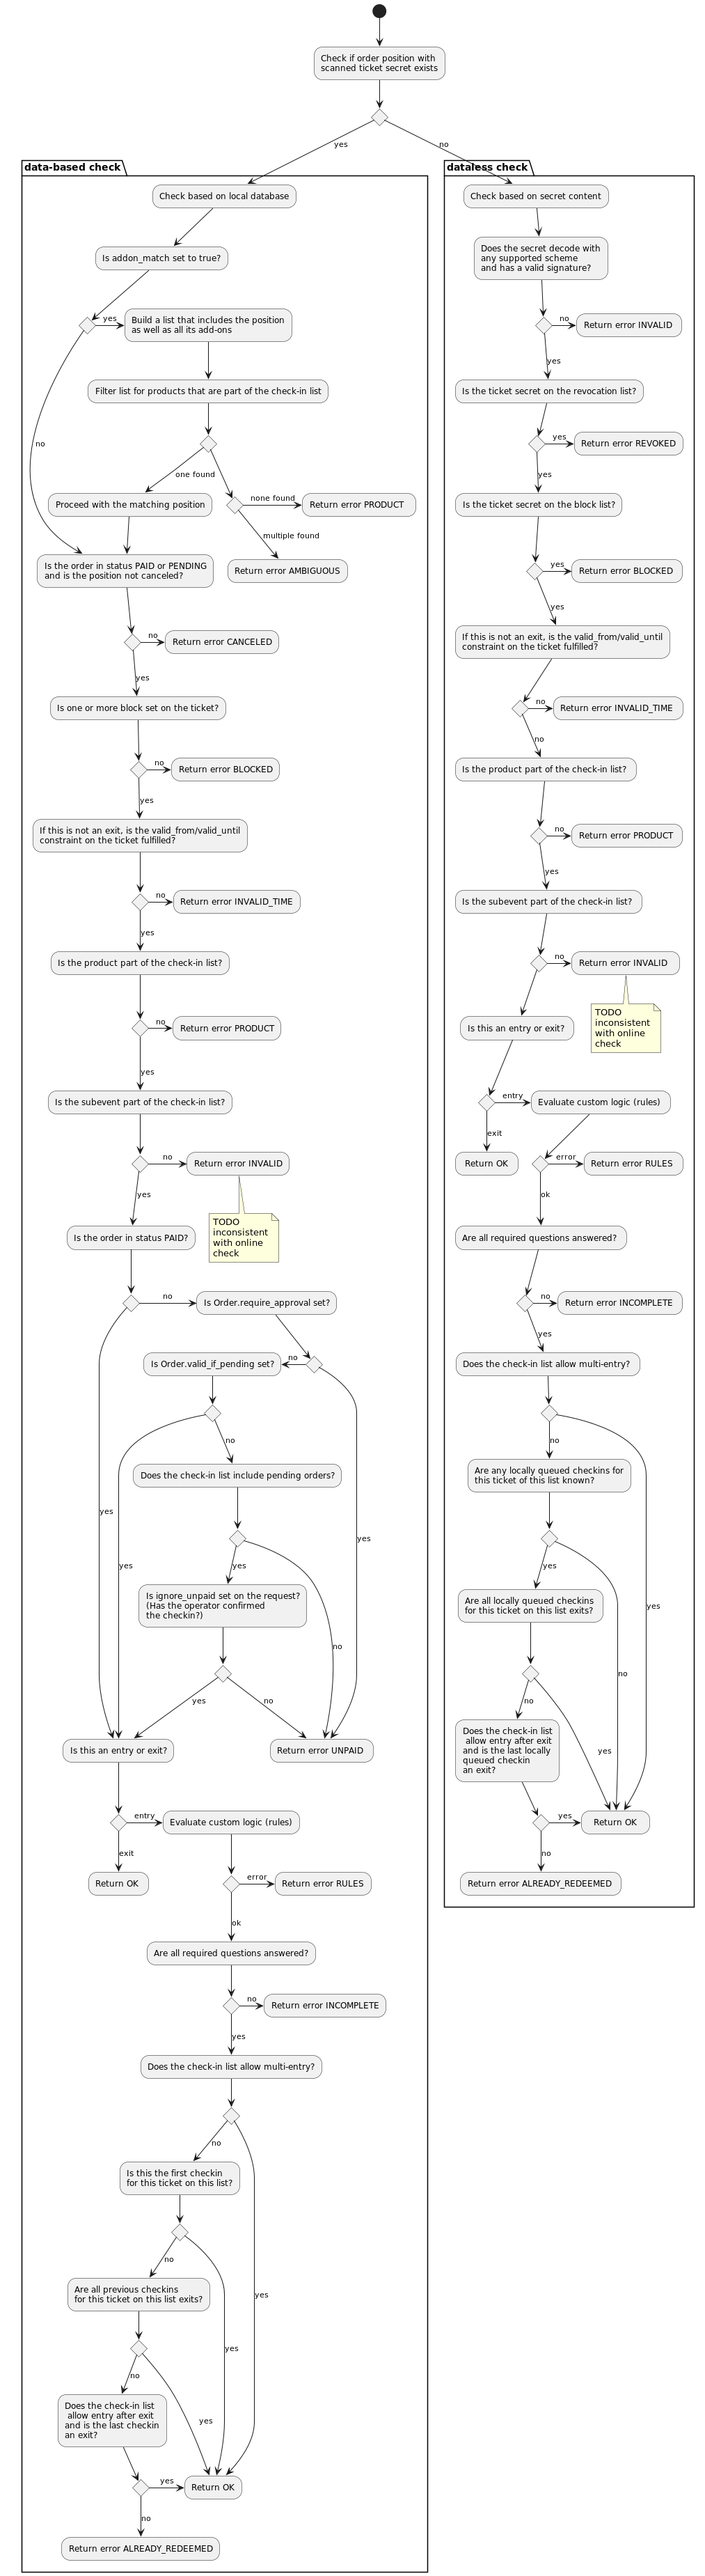 Check if order position with
scanned ticket secret exists
yes
no
data-based check
Check based on local database
Is addon_match set to true?
yes
Build a list that includes the position
as well as all its add-ons
Filter list for products that are part of the check-in list
no
one found
none found
Return error PRODUCT
Proceed with the matching position
multiple found
Return error AMBIGUOUS
Is the order in status PAID or PENDING
and is the position not canceled?
no
Return error CANCELED
yes
Is one or more block set on the ticket?
no
Return error BLOCKED
yes
If this is not an exit, is the valid_from/valid_until
constraint on the ticket fulfilled?
no
Return error INVALID_TIME
yes
Is the product part of the check-in list?
no
Return error PRODUCT
yes
Is the subevent part of the check-in list?
no
Return error INVALID
yes
TODO
inconsistent
with online
check
Is the order in status PAID?
no
Is Order.require_approval set?
no
Is Order.valid_if_pending set?
no
Does the check-in list include pending orders?
yes
yes
yes
yes
Is ignore_unpaid set on the request?
(Has the operator confirmed
the checkin?)
no
yes
no
Is this an entry or exit?
Return error UNPAID
entry
Evaluate custom logic (rules)
exit
Return OK
error
Return error RULES
ok
Are all required questions answered?
no
Return error INCOMPLETE
yes
Does the check-in list allow multi-entry?
no
Is this the first checkin
for this ticket on this list?
no
yes
Are all previous checkins
for this ticket on this list exits?
yes
no
Does the check-in list
allow entry after exit
and is the last checkin
an exit?
yes
yes
Return OK
no
Return error ALREADY_REDEEMED
dataless check
Check based on secret content
Does the secret decode with
any supported scheme
and has a valid signature?
no
Return error INVALID
yes
Is the ticket secret on the revocation list?
yes
Return error REVOKED
yes
Is the ticket secret on the block list?
yes
Return error BLOCKED
yes
If this is not an exit, is the valid_from/valid_until
constraint on the ticket fulfilled?
no
Return error INVALID_TIME
no
Is the product part of the check-in list?
no
Return error PRODUCT
yes
Is the subevent part of the check-in list?
no
Return error INVALID
TODO
inconsistent
with online
check
Is this an entry or exit?
entry
Evaluate custom logic (rules)
exit
Return OK
error
Return error RULES
ok
Are all required questions answered?
no
Return error INCOMPLETE
yes
Does the check-in list allow multi-entry?
no
Are any locally queued checkins for
this ticket of this list known?
yes
Are all locally queued checkins
for this ticket on this list exits?
yes
no
no
Does the check-in list
allow entry after exit
and is the last locally
queued checkin
an exit?
yes
yes
Return OK
no
Return error ALREADY_REDEEMED